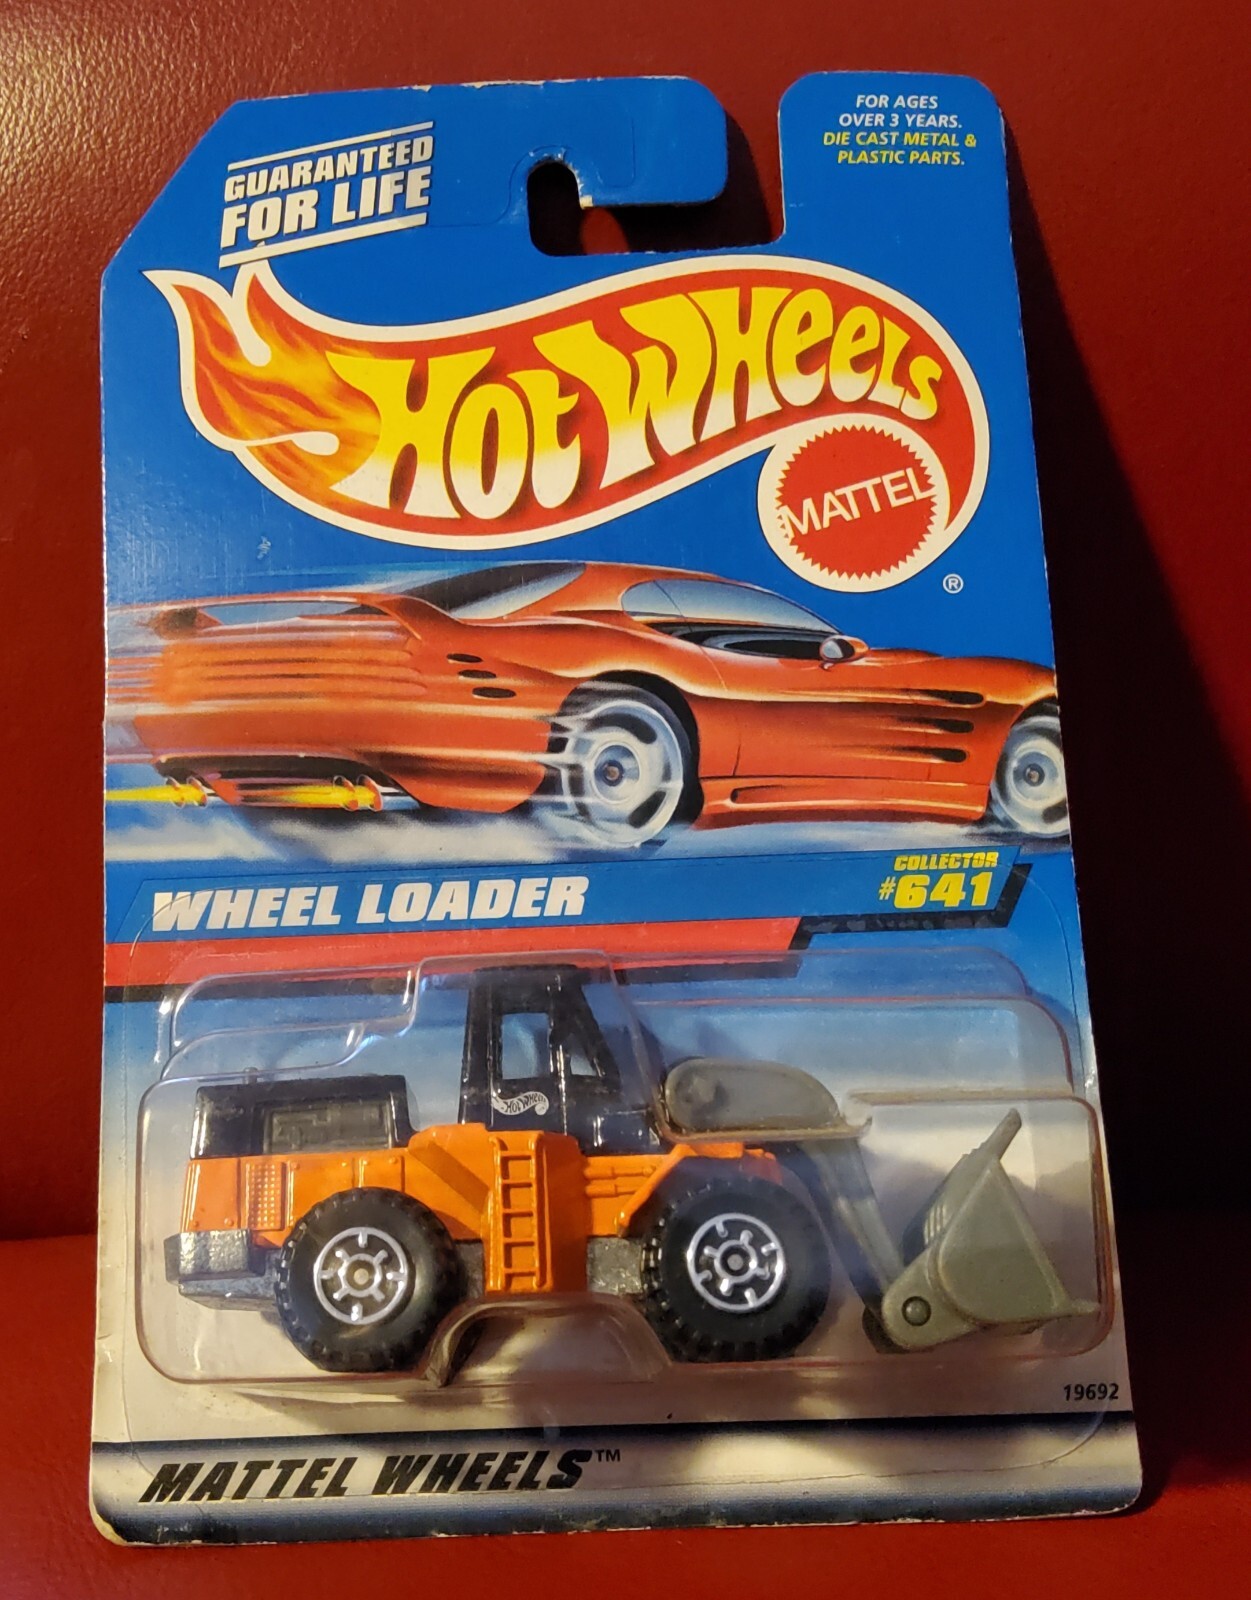 GUARANTEED
FOR LIFE
FOR AGES
OVER 3 YEARS.
DIE CAST METAL &
PLASTIC PARTS.
HOT WHEELS
MATTEL
®
WHEEL LOADER
COLLECTOR
#641
HOT WHEELS
19692
MATTEL WHEELS™